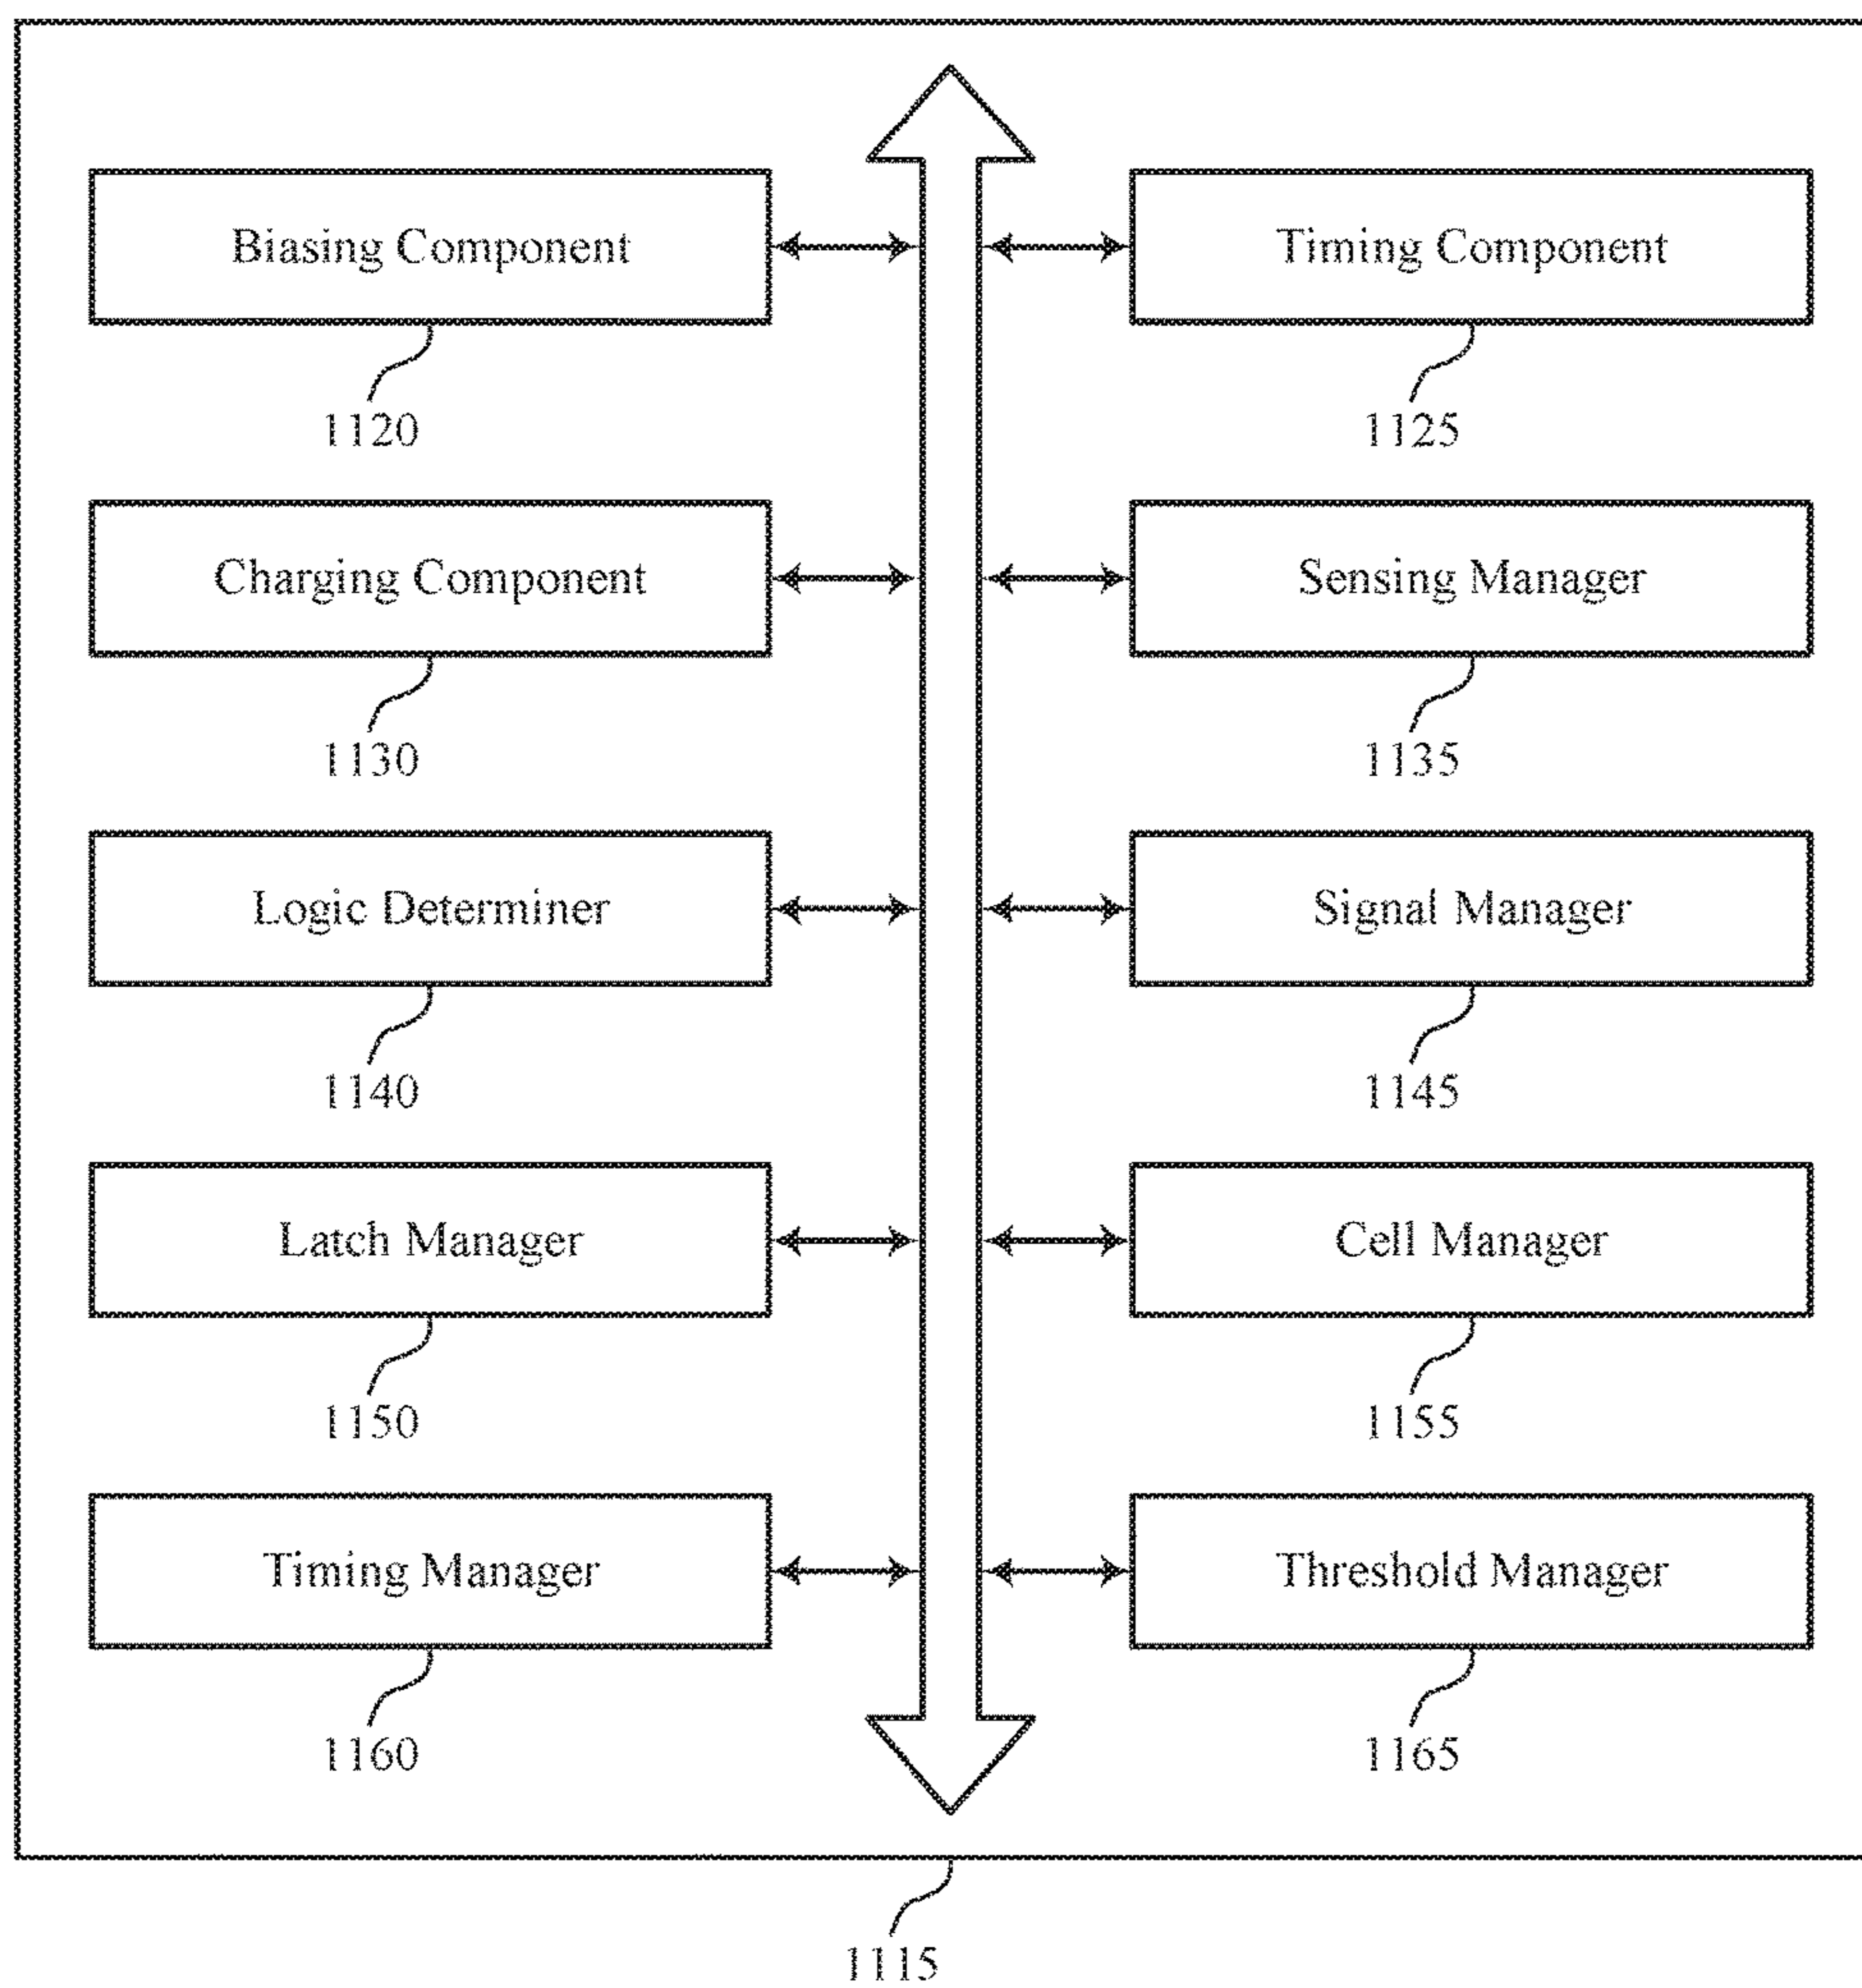 Biasing Component
Timing Component
1120
1125
Charging Component
Sensing Manager
1130
1135
Logic Determiner
Signal Manager
1140
1145
Latch Manager
Cell Manager
1150
1155
Timing Manager
Threshold Manager
1160
1165
1115